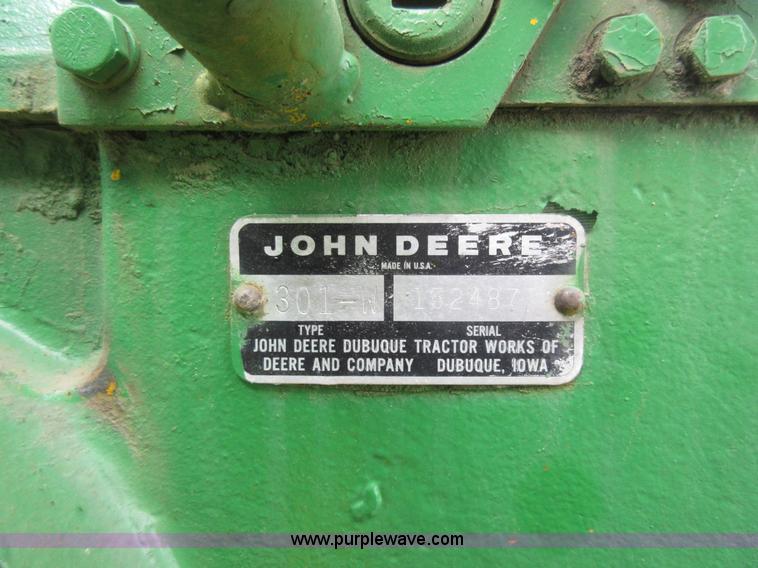 JOHN DEERE
MADE IN U.S.A.
301-W 152487
TYPE SERIAL
JOHN DEERE DUBUQUE TRACTOR WORKS OF
DEERE AND COMPANY DUBUQUE, IOWA
www.purplewave.com